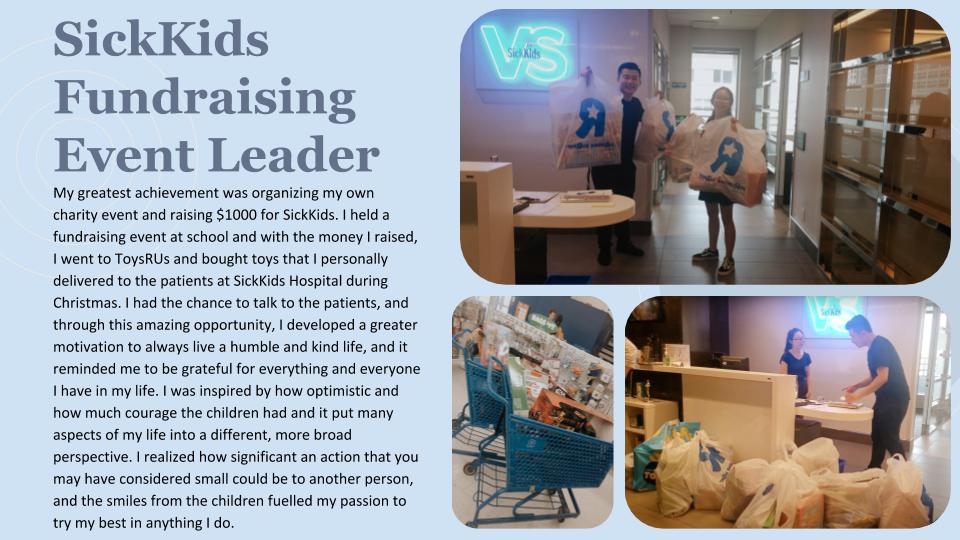 SickKids
Fundraising
Event Leader
My greatest achievement was organizing my own
charity event and raising $1000 for SickKids. I held a
fundraising event at school and with the money I raised,
I went to ToysRUs and bought toys that I personally
delivered to the patients at SickKids Hospital during
Christmas. I had the chance to talk to the patients, and
through this amazing opportunity, I developed a greater
motivation to always live a humble and kind life, and it
reminded me to be grateful for everything and everyone
I have in my life. I was inspired by how optimistic and
how much courage the children had and it put many
aspects of my life into a different, more broad
perspective. I realized how significant an action that you
may have considered small could be to another person,
and the smiles from the children fuelled my passion to
try my best in anything I do.
VS
SickKids
R
R
VS
SickKids